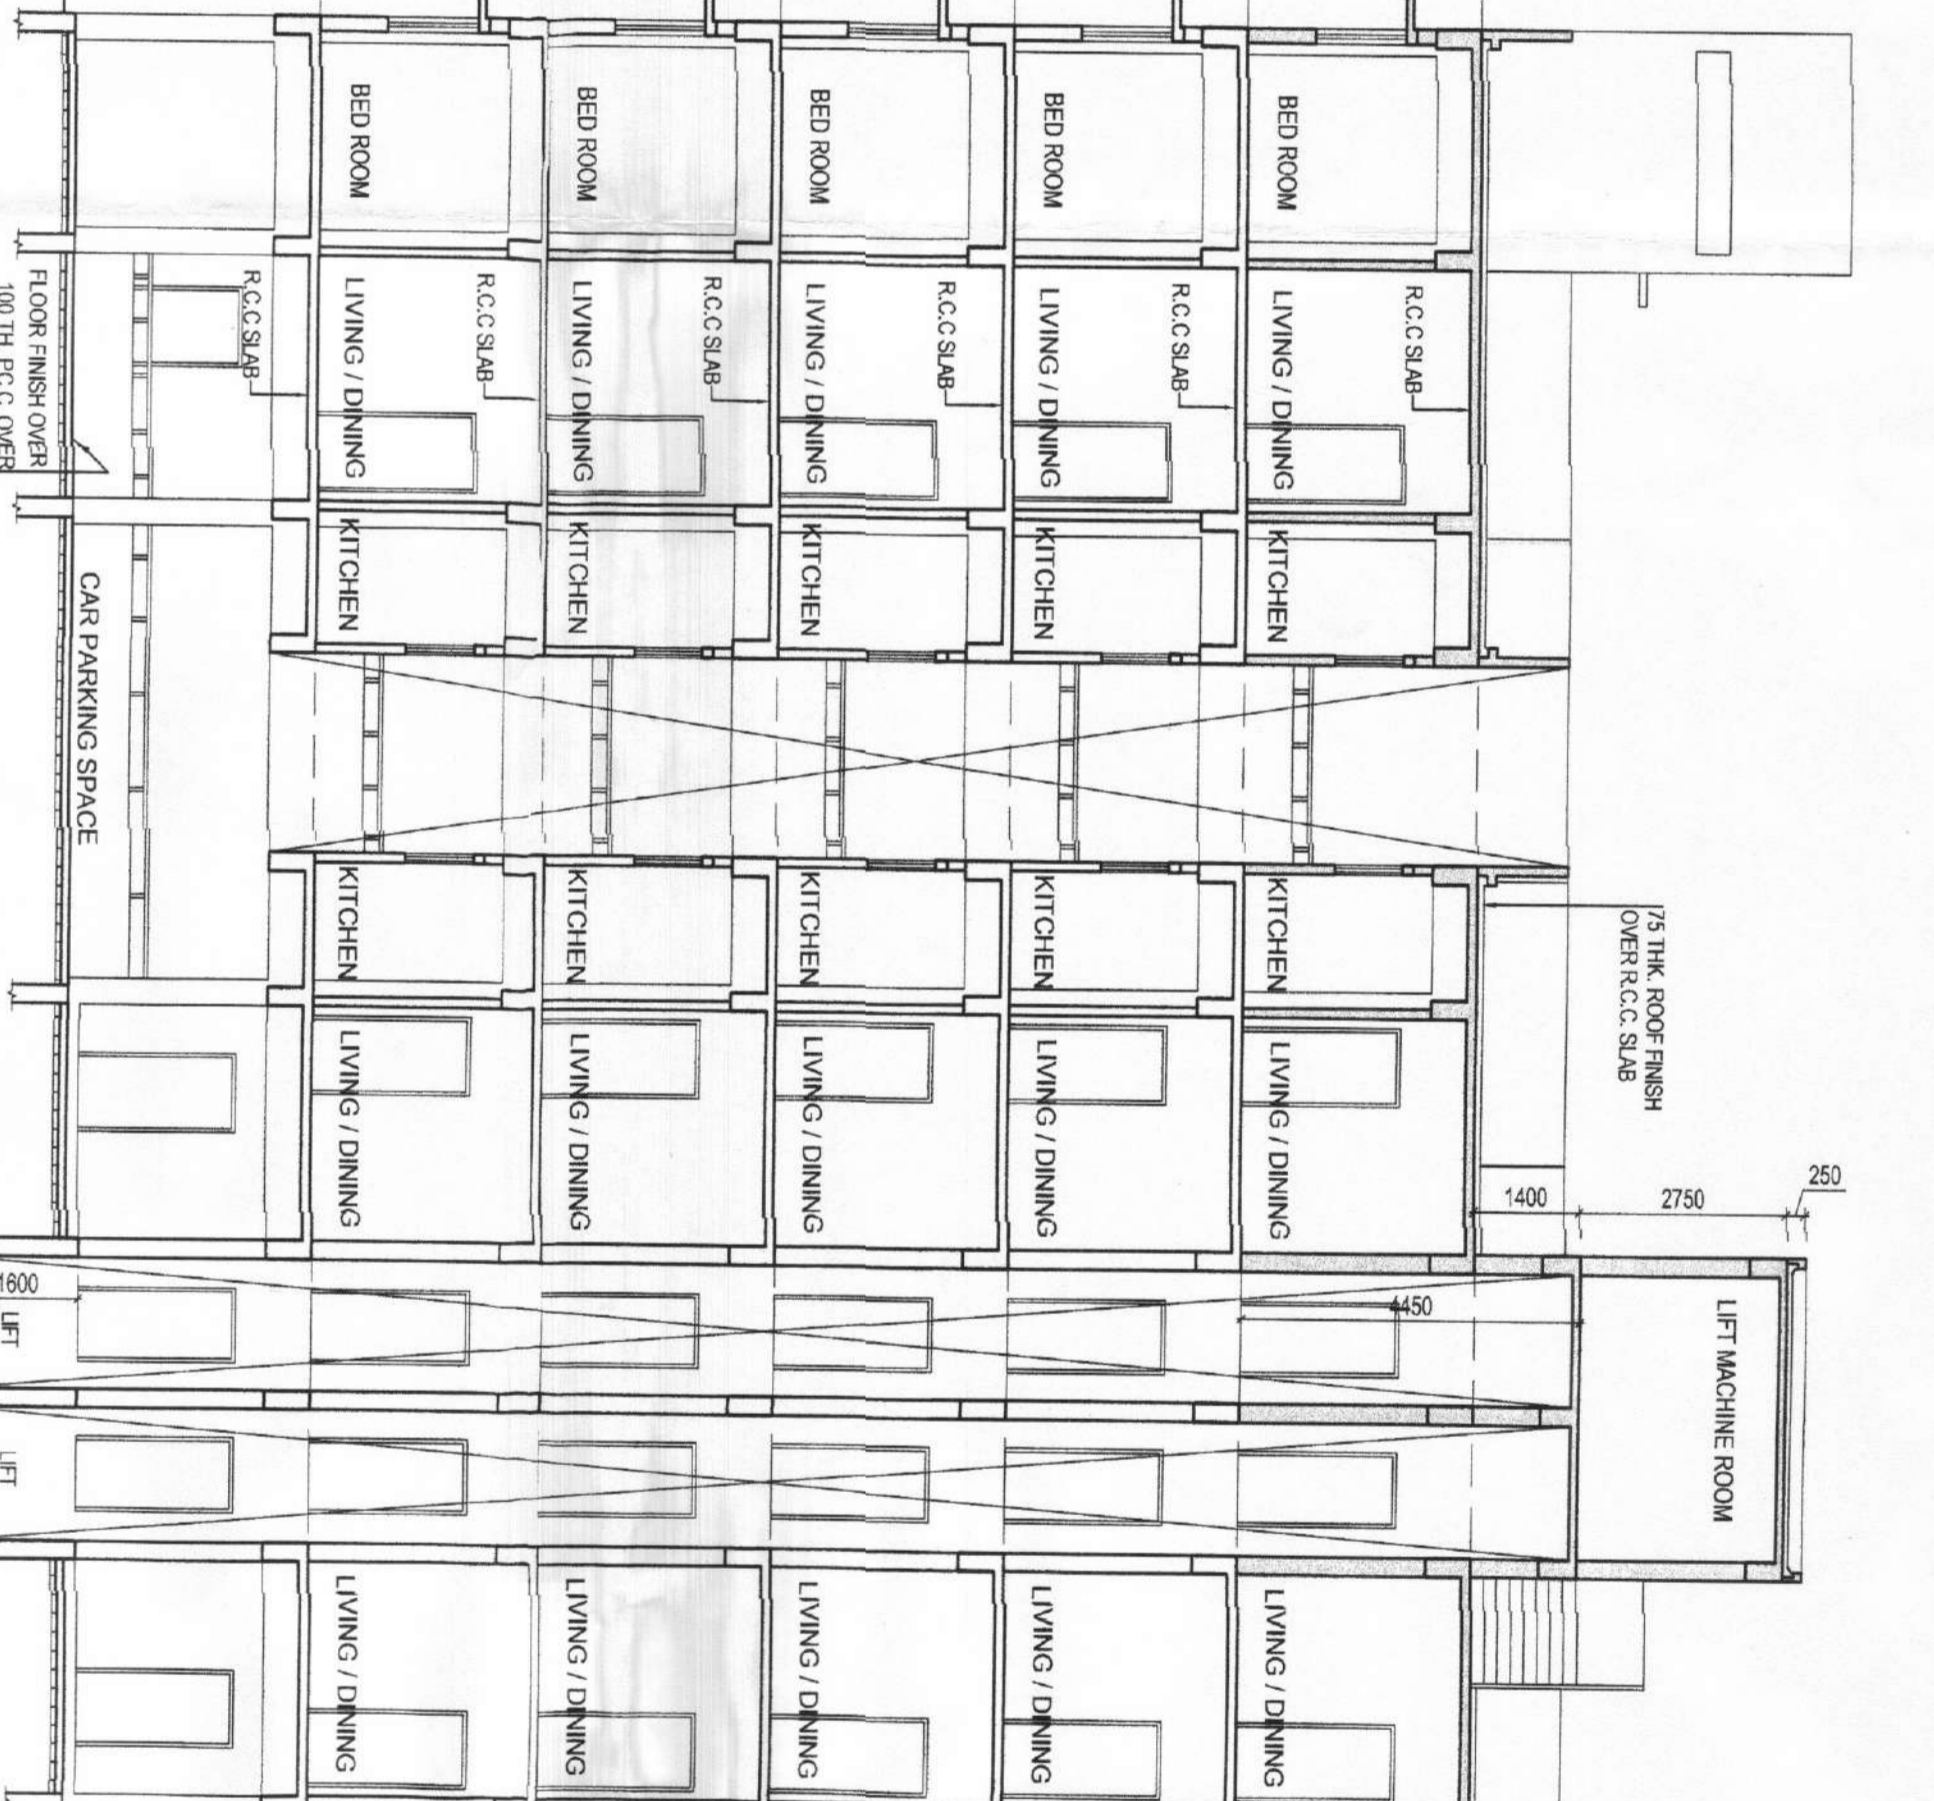 250
2750
LIFT MACHINE ROOM
75 THK. ROOF FINISH
OVER R.C.C. SLAB
1400
4450
R.C.C SLAB
BED ROOM
LIVING / DINING
KITCHEN
KITCHEN
LIVING / DINING
LIVING / DINING
R.C.C SLAB
BED ROOM
LIVING / DINING
KITCHEN
KITCHEN
LIVING / DINING
LIVING / DINING
R.C.C SLAB
BED ROOM
LIVING / DINING
KITCHEN
KITCHEN
LIVING / DINING
LIVING / DINING
R.C.C SLAB
BED ROOM
LIVING / DINING
KITCHEN
KITCHEN
LIVING / DINING
LIVING / DINING
R.C.C SLAB
BED ROOM
LIVING / DINING
KITCHEN
KITCHEN
LIVING / DINING
LIVING / DINING
R.C.C SLAB
CAR PARKING SPACE
FLOOR FINISH OVER
100 TH. P.C.C. OVER
1600
LIFT
LIFT